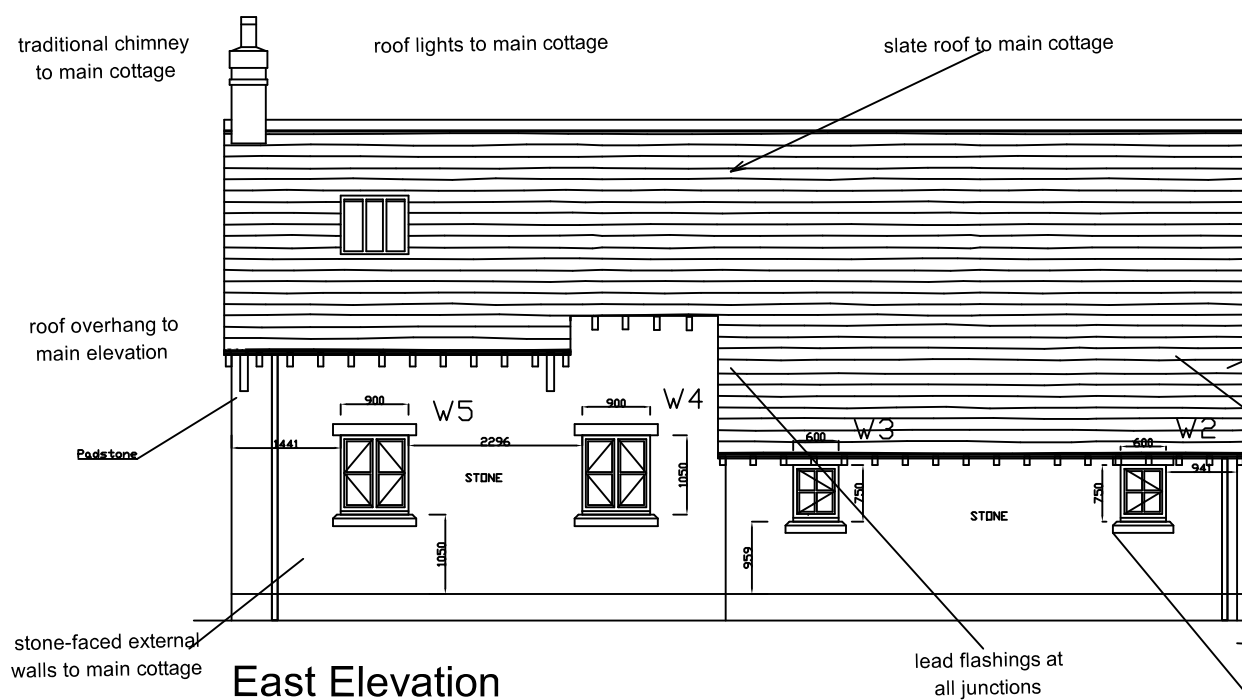 traditional chimney
to main cottage
roof lights to main cottage
slate roof to main cottage
roof overhang to
main elevation
900
W5
900
W4
600
W3
600
W2
Padstone
1441
2296
STONE
1050
750
750
941
STONE
1050
959
stone-faced external
walls to main cottage
East Elevation
lead flashings at
all junctions